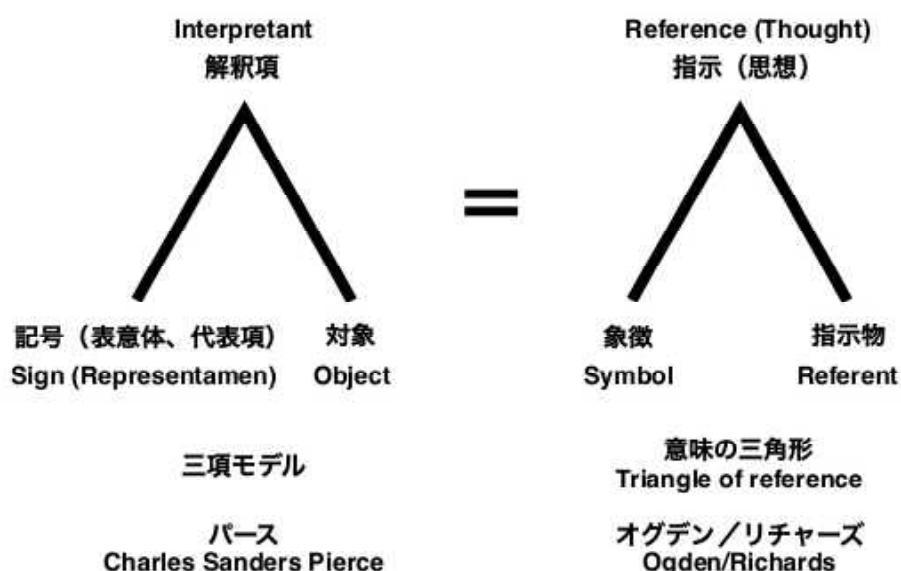 Interpretant
解釈項
記号（表意体、代表項）
Sign (Representamen)
対象
Object
三項モデル
パース
Charles Sanders Pierce
=
Reference (Thought)
指示（思想）
象徴
Symbol
指示物
Referent
意味の三角形
Triangle of reference
オグデン／リチャーズ
Ogden/Richards